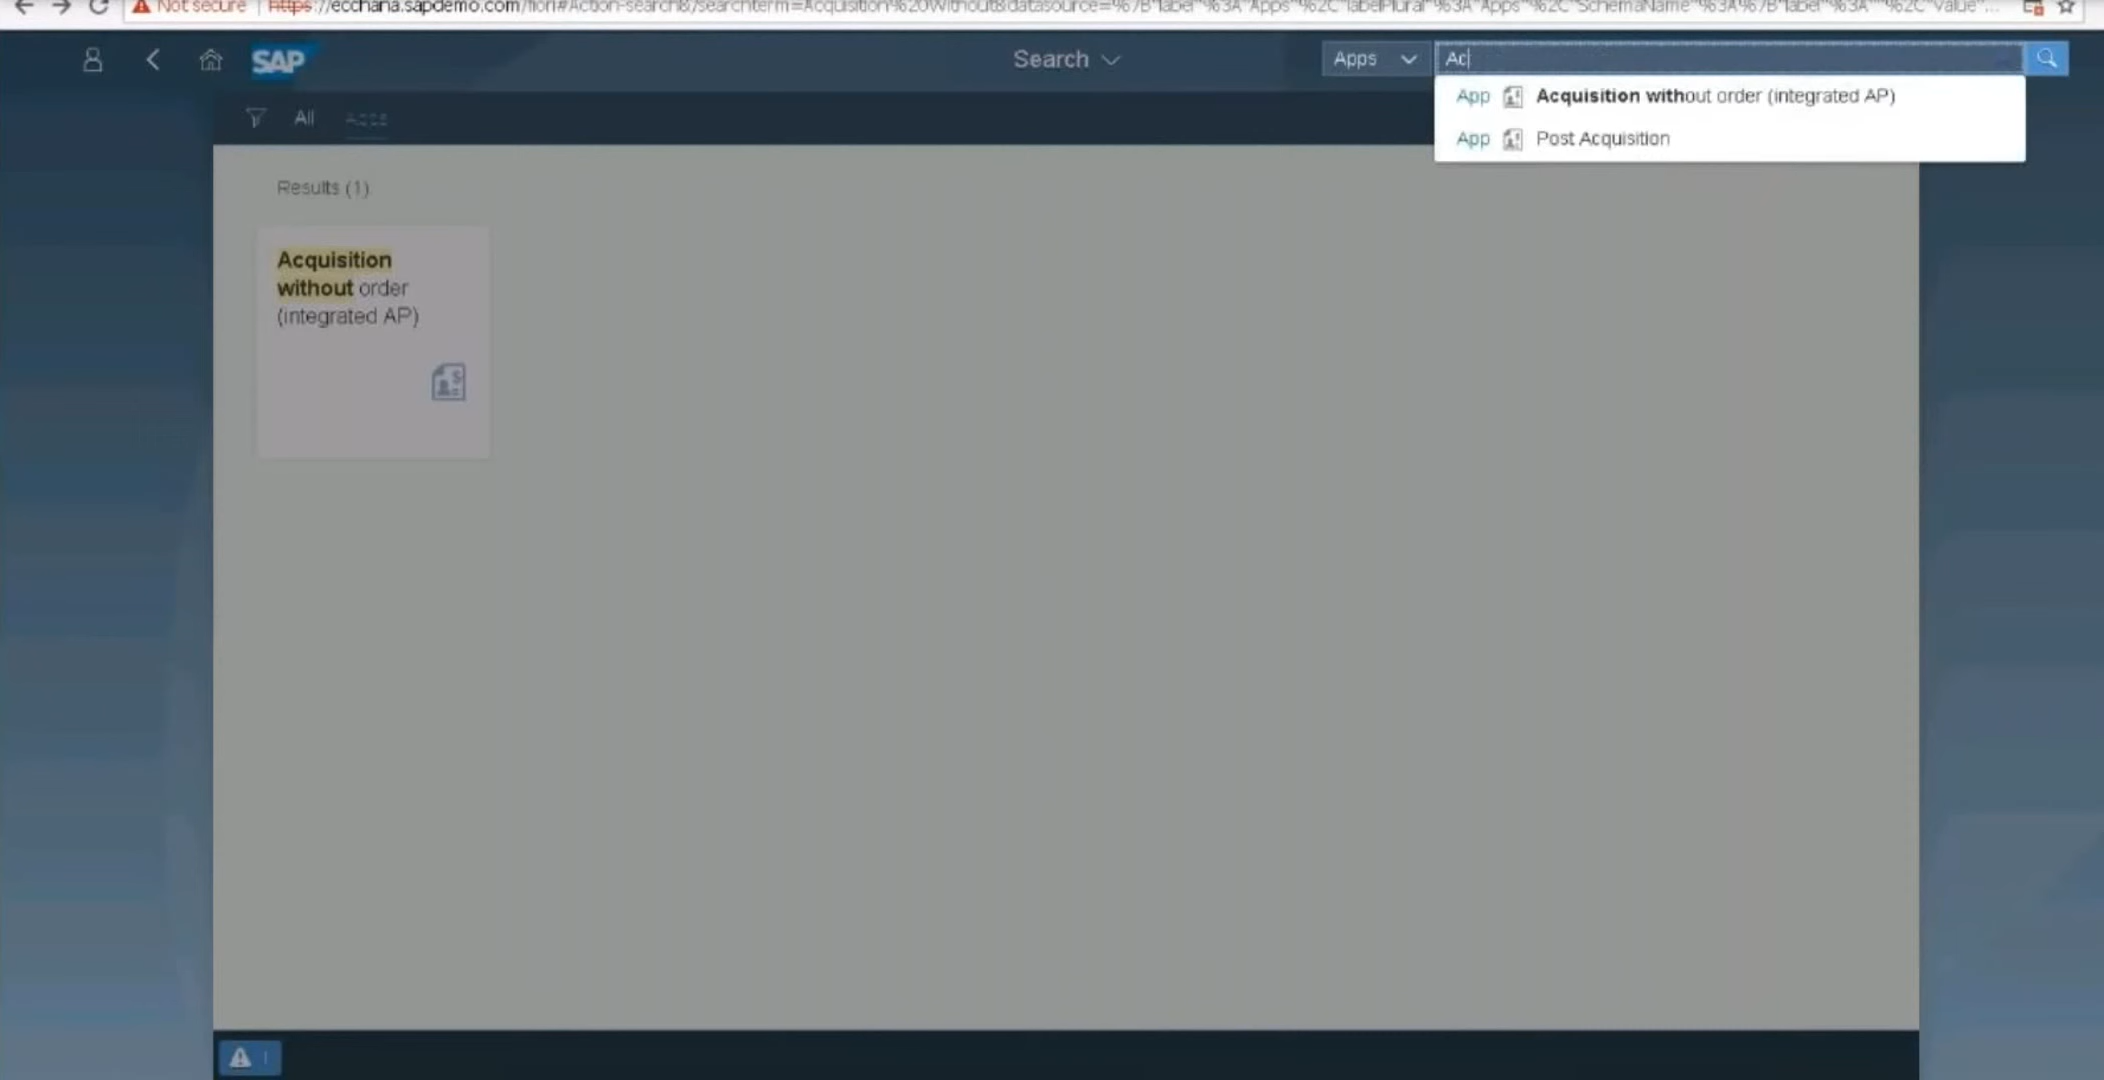 Not secure | https://ecchana.sapdemo.com/fiori#Action-search&/searchterm=Acquisition%20Without&datasource=%7B"label"%3A"Apps"%2C"labelPlural"%3A"Apps"%2C"SchemaName"%3A%7B"label"%3A""%2C"value"...
SAP
Search
Apps
Ac
All
Apps
App Acquisition without order (integrated AP)
App Post Acquisition
Results (1)
Acquisition
without order
(integrated AP)
1